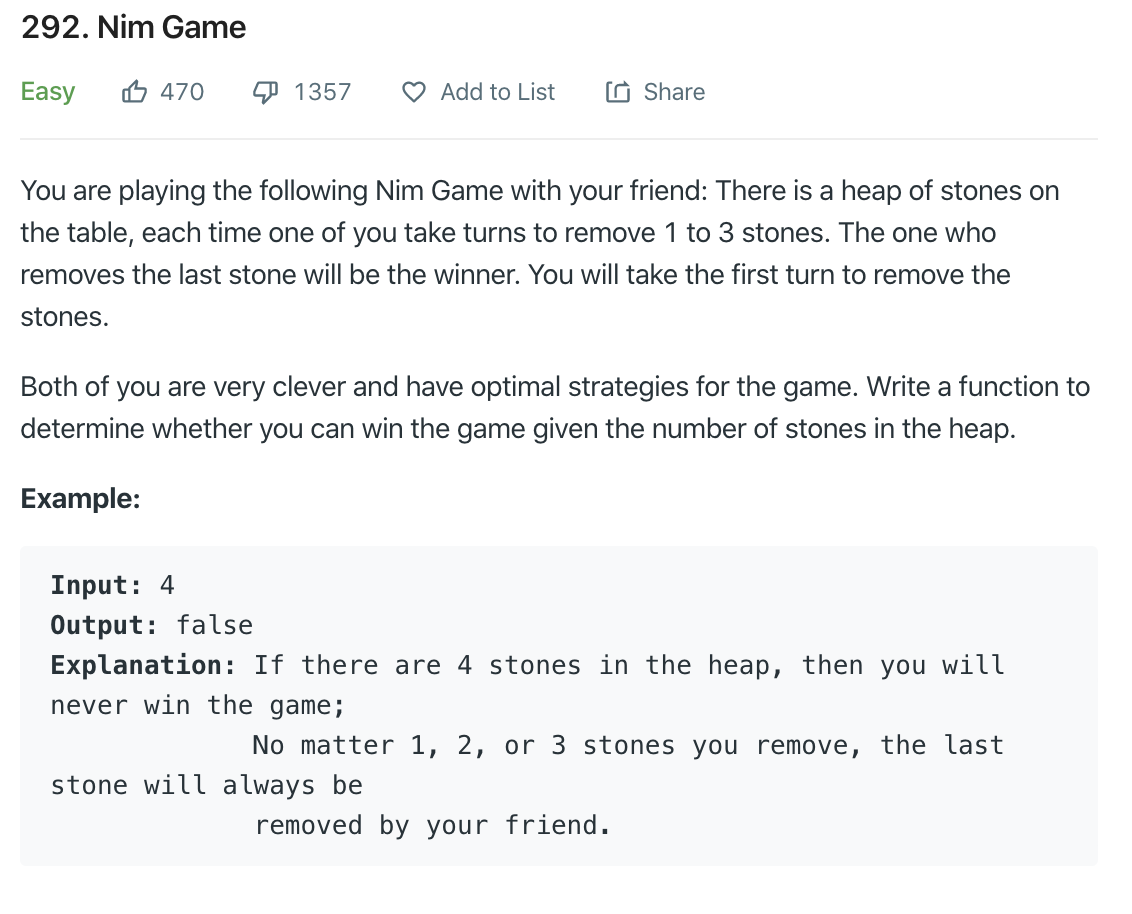 292. Nim Game
Easy 470 1357 Add to List Share
You are playing the following Nim Game with your friend: There is a heap of stones on
the table, each time one of you take turns to remove 1 to 3 stones. The one who
removes the last stone will be the winner. You will take the first turn to remove the
stones.
Both of you are very clever and have optimal strategies for the game. Write a function to
determine whether you can win the game given the number of stones in the heap.
Example:
Input: 4
Output: false
Explanation: If there are 4 stones in the heap, then you will
never win the game;
No matter 1, 2, or 3 stones you remove, the last
stone will always be
removed by your friend.